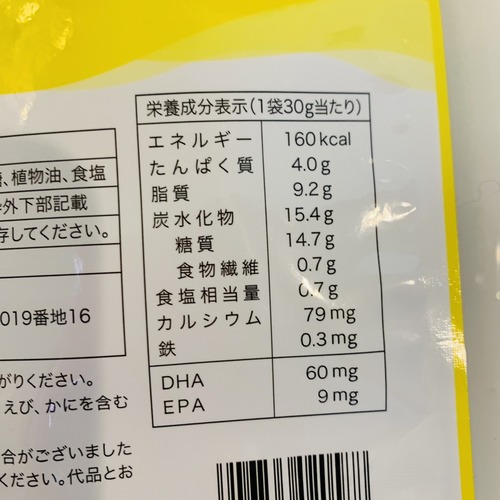 栄養成分表示(1袋30g当たり)
エネルギー 160kcal
たんぱく質 4.0g
脂質 9.2g
炭水化物 15.4g
糖質 14.7g
食物繊維 0.7g
食塩相当量 0.7g
カルシウム 79mg
鉄 0.3mg
DHA 60mg
EPA 9mg
、植物油、食塩
外下部記載
存してください。
019番地16
がりください。
えび、かにを含む
合がございました
ください。代品とお